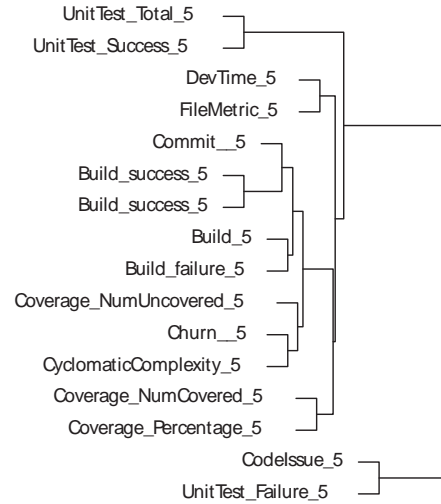 UnitTest_Total_5
UnitTest_Success_5
DevTime_5
FileMetric_5
Commit__5
Build_success_5
Build_success_5
Build_5
Build_failure_5
Coverage_NumUncovered_5
Churn__5
CyclomaticComplexity_5
Coverage_NumCovered_5
Coverage_Percentage_5
CodeIssue_5
UnitTest_Failure_5